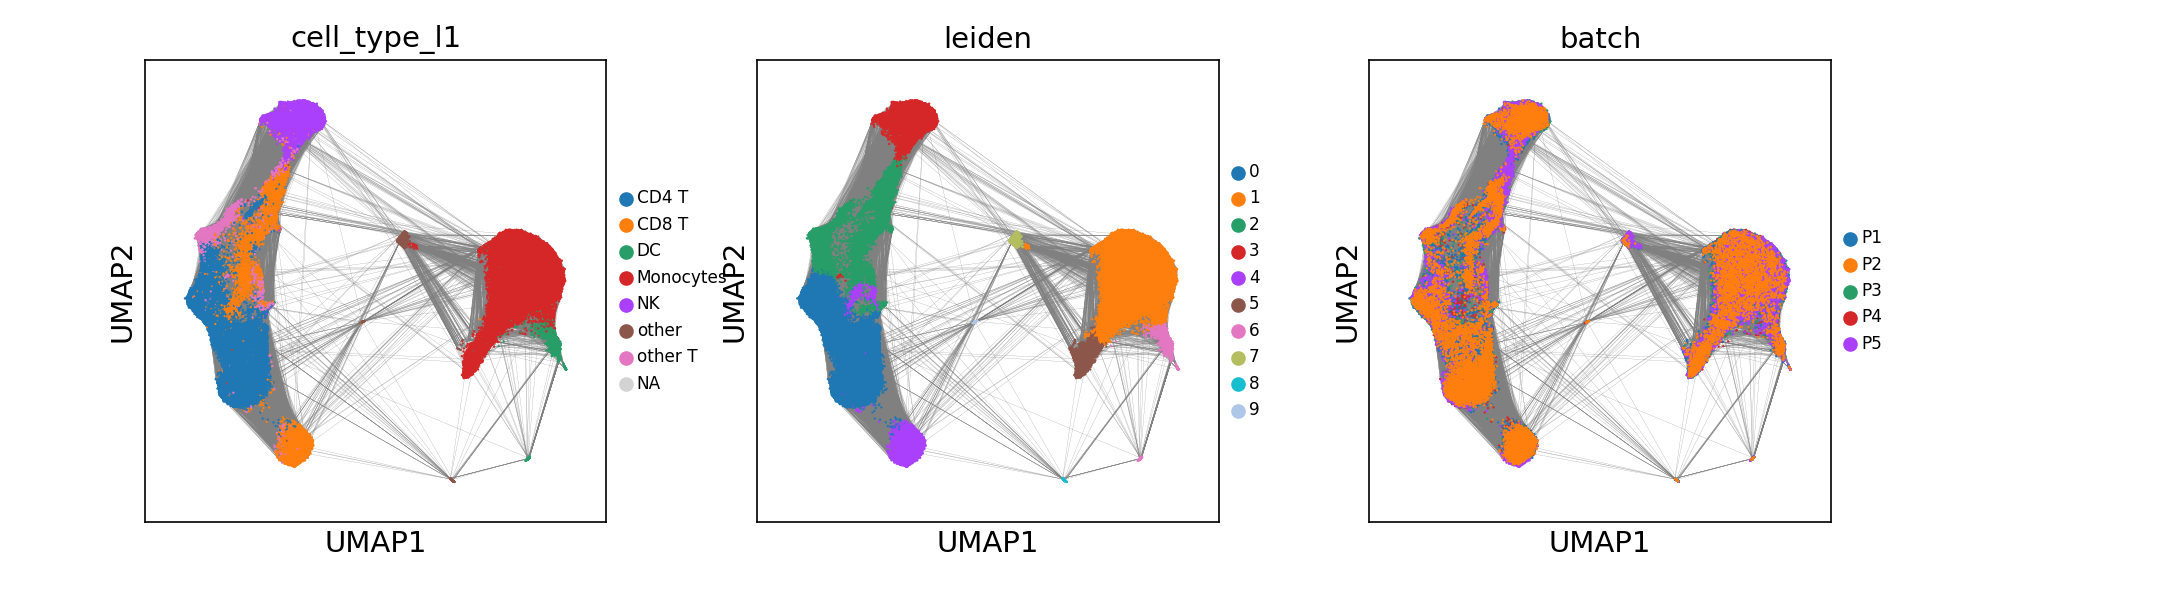 cell_type_l1
UMAP2
UMAP1
CD4 T
CD8 T
DC
Monocytes
NK
other
other T
NA
leiden
UMAP2
UMAP1
0
1
2
3
4
5
6
7
8
9
batch
UMAP2
UMAP1
P1
P2
P3
P4
P5